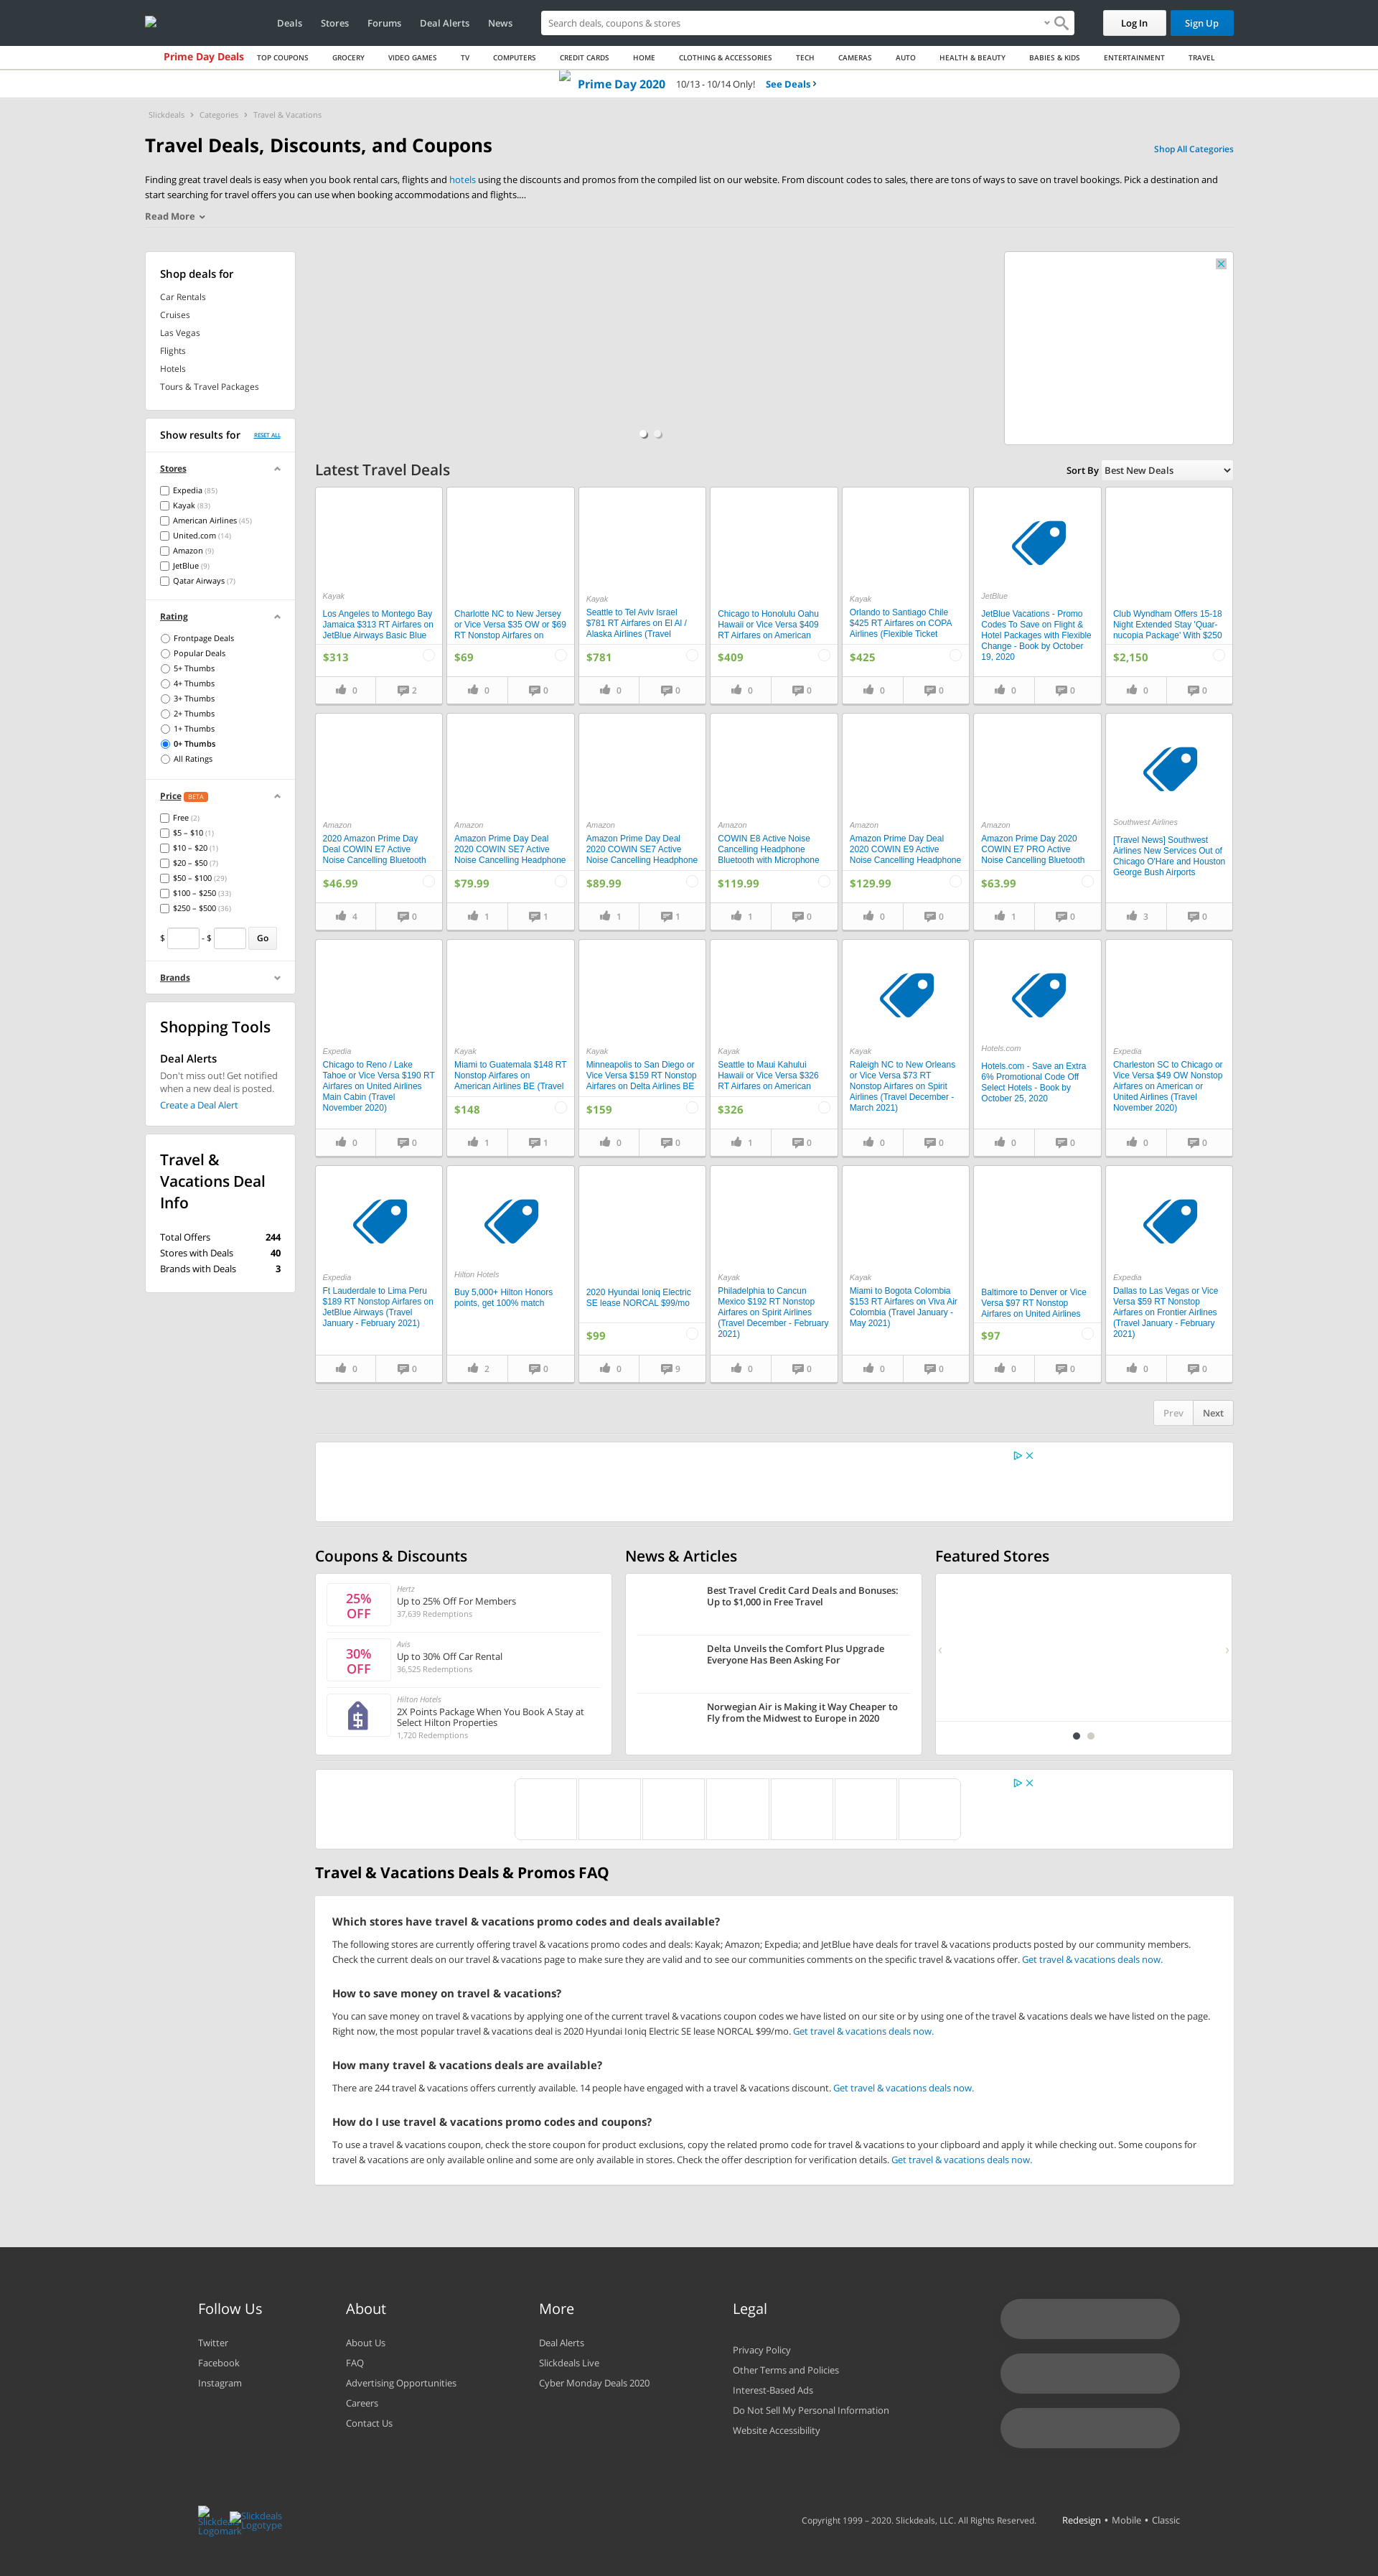 Deals
Stores
Forums
Deal Alerts
News
Search deals, coupons & stores
Log In
Sign Up
Prime Day Deals
TOP COUPONS
GROCERY
VIDEO GAMES
TV
COMPUTERS
CREDIT CARDS
HOME
CLOTHING & ACCESSORIES
TECH
CAMERAS
AUTO
HEALTH & BEAUTY
BABIES & KIDS
ENTERTAINMENT
TRAVEL
Prime Day 2020 10/13 - 10/14 Only! See Deals
Slickdeals > Categories > Travel & Vacations
Travel Deals, Discounts, and Coupons
Shop All Categories
Finding great travel deals is easy when you book rental cars, flights and hotels using the discounts and promos from the compiled list on our website. From discount codes to sales, there are tons of ways to save on travel bookings. Pick a destination and
start searching for travel offers you can use when booking accommodations and flights....
Read More
Shop deals for
Car Rentals
Cruises
Las Vegas
Flights
Hotels
Tours & Travel Packages
Show results for RESET ALL
Stores
Expedia (85)
Kayak (83)
American Airlines (45)
United.com (14)
Amazon (9)
JetBlue (9)
Qatar Airways (7)
Rating
Frontpage Deals
Popular Deals
5+ Thumbs
4+ Thumbs
3+ Thumbs
2+ Thumbs
1+ Thumbs
0+ Thumbs
All Ratings
Price BETA
Free (2)
$5 – $10 (1)
$10 – $20 (1)
$20 – $50 (7)
$50 – $100 (29)
$100 – $250 (33)
$250 – $500 (36)
$ - $ Go
Brands
Shopping Tools
Deal Alerts
Don't miss out! Get notified
when a new deal is posted.
Create a Deal Alert
Travel &
Vacations Deal
Info
Total Offers 244
Stores with Deals 40
Brands with Deals 3
Latest Travel Deals
Sort By Best New Deals
Kayak
Los Angeles to Montego Bay
Jamaica $313 RT Airfares on
JetBlue Airways Basic Blue
$313
0 2
Charlotte NC to New Jersey
or Vice Versa $35 OW or $69
RT Nonstop Airfares on
$69
0 0
Kayak
Seattle to Tel Aviv Israel
$781 RT Airfares on El Al /
Alaska Airlines (Travel
$781
0 0
Chicago to Honolulu Oahu
Hawaii or Vice Versa $409
RT Airfares on American
$409
0 0
Kayak
Orlando to Santiago Chile
$425 RT Airfares on COPA
Airlines (Flexible Ticket
$425
0 0
JetBlue
JetBlue Vacations - Promo
Codes To Save on Flight &
Hotel Packages with Flexible
Change - Book by October
19, 2020
0 0
Club Wyndham Offers 15-18
Night Extended Stay 'Quar-
nucopia Package' With $250
$2,150
0 0
Amazon
2020 Amazon Prime Day
Deal COWIN E7 Active
Noise Cancelling Bluetooth
$46.99
4 0
Amazon
Amazon Prime Day Deal
2020 COWIN SE7 Active
Noise Cancelling Headphone
$79.99
1 1
Amazon
Amazon Prime Day Deal
2020 COWIN SE7 Active
Noise Cancelling Headphone
$89.99
1 1
Amazon
COWIN E8 Active Noise
Cancelling Headphone
Bluetooth with Microphone
$119.99
1 0
Amazon
Amazon Prime Day Deal
2020 COWIN E9 Active
Noise Cancelling Headphone
$129.99
0 0
Amazon
Amazon Prime Day 2020
COWIN E7 PRO Active
Noise Cancelling Bluetooth
$63.99
1 0
Southwest Airlines
[Travel News] Southwest
Airlines New Services Out of
Chicago O'Hare and Houston
George Bush Airports
3 0
Expedia
Chicago to Reno / Lake
Tahoe or Vice Versa $190 RT
Airfares on United Airlines
Main Cabin (Travel
November 2020)
0 0
Kayak
Miami to Guatemala $148 RT
Nonstop Airfares on
American Airlines BE (Travel
$148
1 1
Kayak
Minneapolis to San Diego or
Vice Versa $159 RT Nonstop
Airfares on Delta Airlines BE
$159
0 0
Kayak
Seattle to Maui Kahului
Hawaii or Vice Versa $326
RT Airfares on American
$326
1 0
Kayak
Raleigh NC to New Orleans
or Vice Versa $73 RT
Nonstop Airfares on Spirit
Airlines (Travel December -
March 2021)
0 0
Hotels.com
Hotels.com - Save an Extra
6% Promotional Code Off
Select Hotels - Book by
October 25, 2020
0 0
Expedia
Charleston SC to Chicago or
Vice Versa $49 OW Nonstop
Airfares on American or
United Airlines (Travel
November 2020)
0 0
Expedia
Ft Lauderdale to Lima Peru
$189 RT Nonstop Airfares on
JetBlue Airways (Travel
January - February 2021)
0 0
Hilton Hotels
Buy 5,000+ Hilton Honors
points, get 100% match
2 0
2020 Hyundai Ioniq Electric
SE lease NORCAL $99/mo
$99
0 9
Kayak
Philadelphia to Cancun
Mexico $192 RT Nonstop
Airfares on Spirit Airlines
(Travel December - February
2021)
0 0
Kayak
Miami to Bogota Colombia
$153 RT Airfares on Viva Air
Colombia (Travel January -
May 2021)
0 0
Baltimore to Denver or Vice
Versa $97 RT Nonstop
Airfares on United Airlines
$97
0 0
Expedia
Dallas to Las Vegas or Vice
Versa $59 RT Nonstop
Airfares on Frontier Airlines
(Travel January - February
2021)
0 0
Prev Next
Coupons & Discounts
25%
OFF
Hertz
Up to 25% Off For Members
37,639 Redemptions
30%
OFF
Avis
Up to 30% Off Car Rental
36,525 Redemptions
Hilton Hotels
2X Points Package When You Book A Stay at
Select Hilton Properties
1,720 Redemptions
News & Articles
Best Travel Credit Card Deals and Bonuses:
Up to $1,000 in Free Travel
Delta Unveils the Comfort Plus Upgrade
Everyone Has Been Asking For
Norwegian Air is Making it Way Cheaper to
Fly from the Midwest to Europe in 2020
Featured Stores
Travel & Vacations Deals & Promos FAQ
Which stores have travel & vacations promo codes and deals available?
The following stores are currently offering travel & vacations promo codes and deals: Kayak; Amazon; Expedia; and JetBlue have deals for travel & vacations products posted by our community members.
Check the current deals on our travel & vacations page to make sure they are valid and to see our communities comments on the specific travel & vacations offer. Get travel & vacations deals now.
How to save money on travel & vacations?
You can save money on travel & vacations by applying one of the current travel & vacations coupon codes we have listed on our site or by using one of the travel & vacations deals we have listed on the page.
Right now, the most popular travel & vacations deal is 2020 Hyundai Ioniq Electric SE lease NORCAL $99/mo. Get travel & vacations deals now.
How many travel & vacations deals are available?
There are 244 travel & vacations offers currently available. 14 people have engaged with a travel & vacations discount. Get travel & vacations deals now.
How do I use travel & vacations promo codes and coupons?
To use a travel & vacations coupon, check the store coupon for product exclusions, copy the related promo code for travel & vacations to your clipboard and apply it while checking out. Some coupons for
travel & vacations are only available online and some are only available in stores. Check the offer description for verification details. Get travel & vacations deals now.
Follow Us
Twitter
Facebook
Instagram
About
About Us
FAQ
Advertising Opportunities
Careers
Contact Us
More
Deal Alerts
Slickdeals Live
Cyber Monday Deals 2020
Legal
Privacy Policy
Other Terms and Policies
Interest-Based Ads
Do Not Sell My Personal Information
Website Accessibility
Slickdeals
Logomark
Slickdeals
Logotype
Copyright 1999 – 2020. Slickdeals, LLC. All Rights Reserved.
Redesign • Mobile • Classic